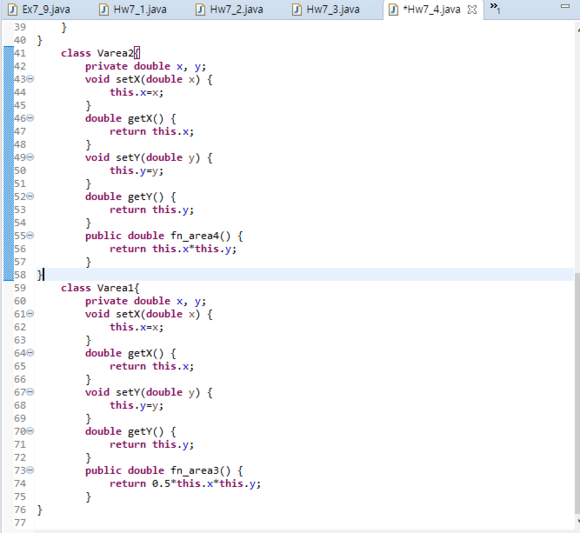 Ex7_9.java Hw7_1.java Hw7_2.java Hw7_3.java *Hw7_4.java »1
39     }
40 }
41     class Varea2{
42         private double x, y;
43         void setX(double x) {
44             this.x=x;
45         }
46         double getX() {
47             return this.x;
48         }
49         void setY(double y) {
50             this.y=y;
51         }
52         double getY() {
53             return this.y;
54         }
55         public double fn_area4() {
56             return this.x*this.y;
57         }
58 }
59     class Varea1{
60         private double x, y;
61         void setX(double x) {
62             this.x=x;
63         }
64         double getX() {
65             return this.x;
66         }
67         void setY(double y) {
68             this.y=y;
69         }
70         double getY() {
71             return this.y;
72         }
73         public double fn_area3() {
74             return 0.5*this.x*this.y;
75         }
76 }
77